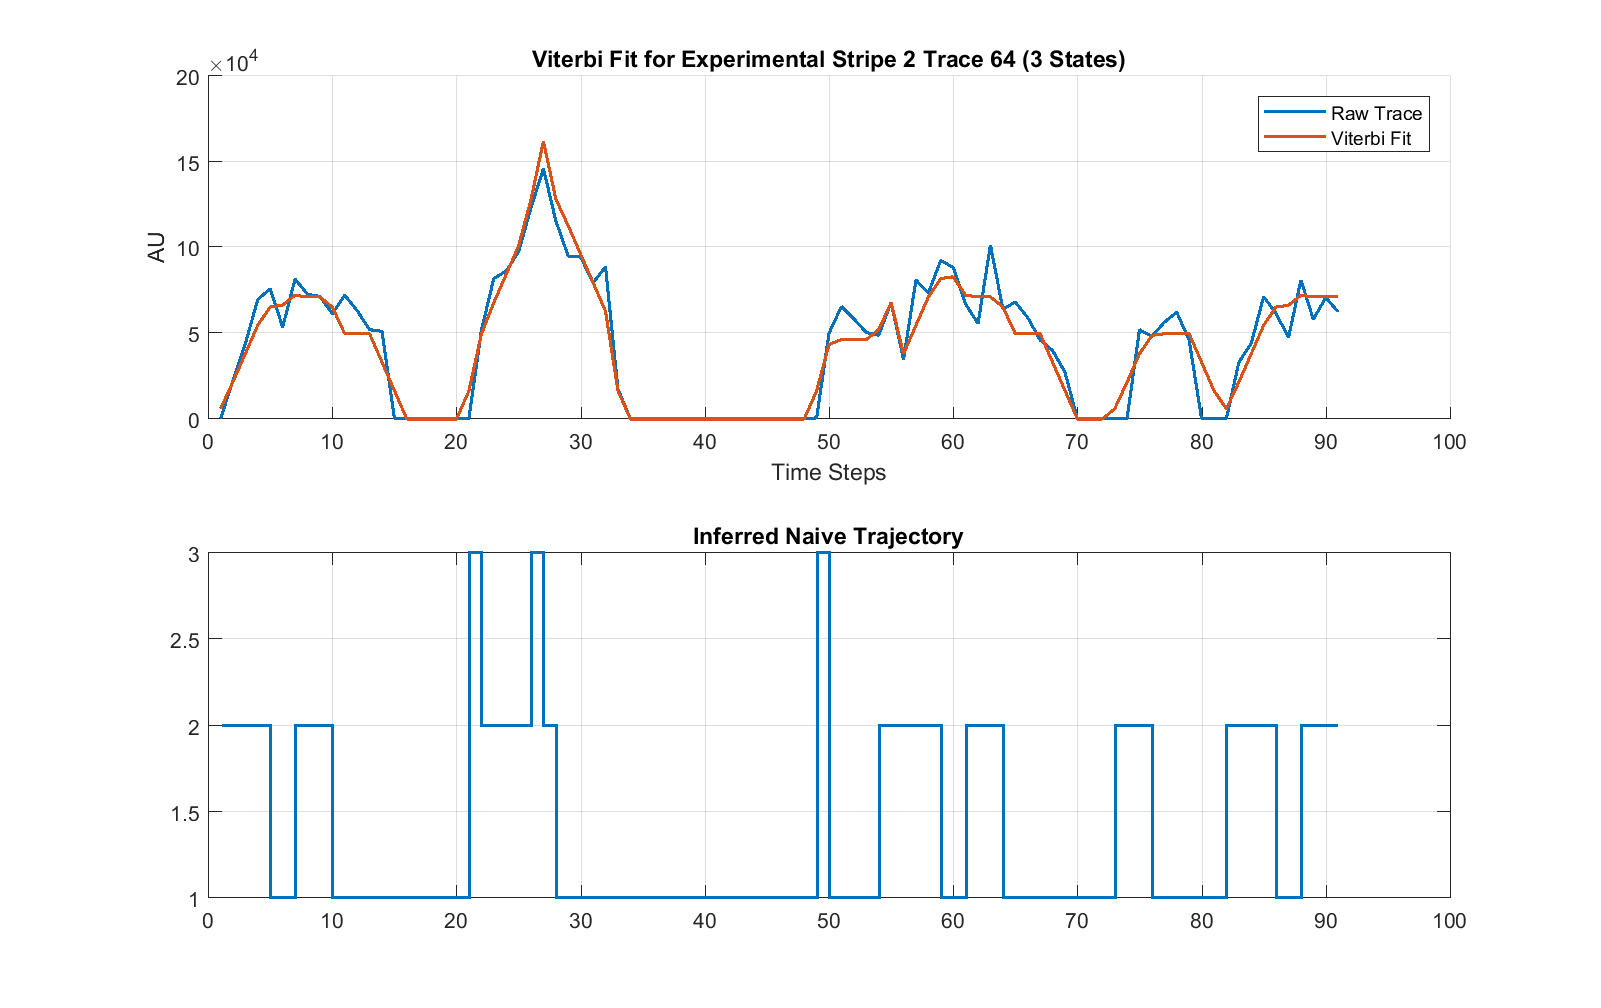 Viterbi Fit for Experimental Stripe 2 Trace 64 (3 States)
×10^4
20
15
10
5
0
AU
Raw Trace
Viterbi Fit
0 10 20 30 40 50 60 70 80 90 100
Time Steps
Inferred Naive Trajectory
3
2.5
2
1.5
1
0 10 20 30 40 50 60 70 80 90 100